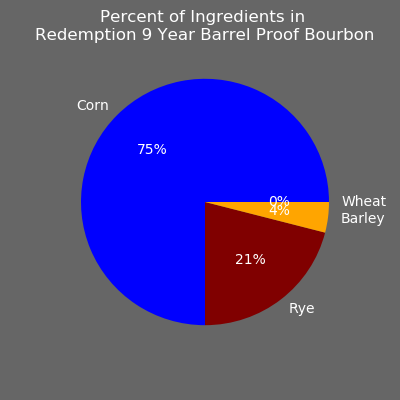 Percent of Ingredients in
Redemption 9 Year Barrel Proof Bourbon
Corn
75%
0%
Wheat
4%
Barley
21%
Rye